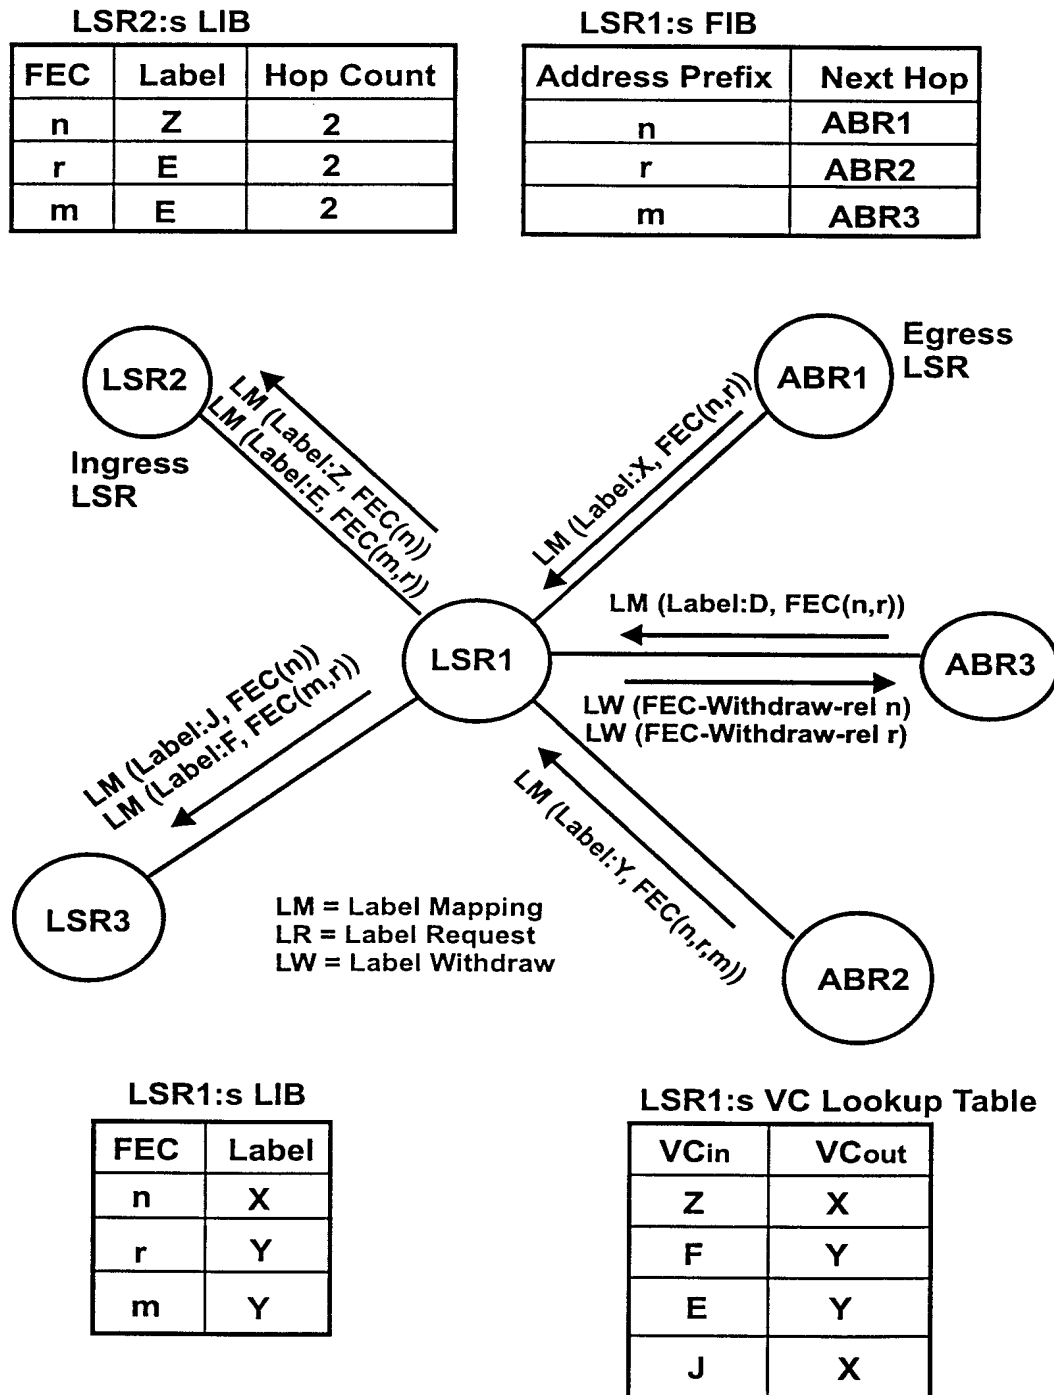 LSR2:s LIB
FEC Label Hop Count
n Z 2
r E 2
m E 2
LSR1:s FIB
Address Prefix Next Hop
n ABR1
r ABR2
m ABR3
LSR2
Ingress
LSR
LM (Label:Z, FEC(n))
LM (Label:E, FEC(m,r))
ABR1
Egress
LSR
LM (Label:X, FEC(n,r))
LSR1
LM (Label:D, FEC(n,r))
ABR3
LW (FEC-Withdraw-rel n)
LW (FEC-Withdraw-rel r)
LM (Label:J, FEC(n))
LM (Label:F, FEC(m,r))
LSR3
LM (Label:Y, FEC(n,r,m))
ABR2
LM = Label Mapping
LR = Label Request
LW = Label Withdraw
LSR1:s LIB
FEC Label
n X
r Y
m Y
LSR1:s VC Lookup Table
VCin VCout
Z X
F Y
E Y
J X